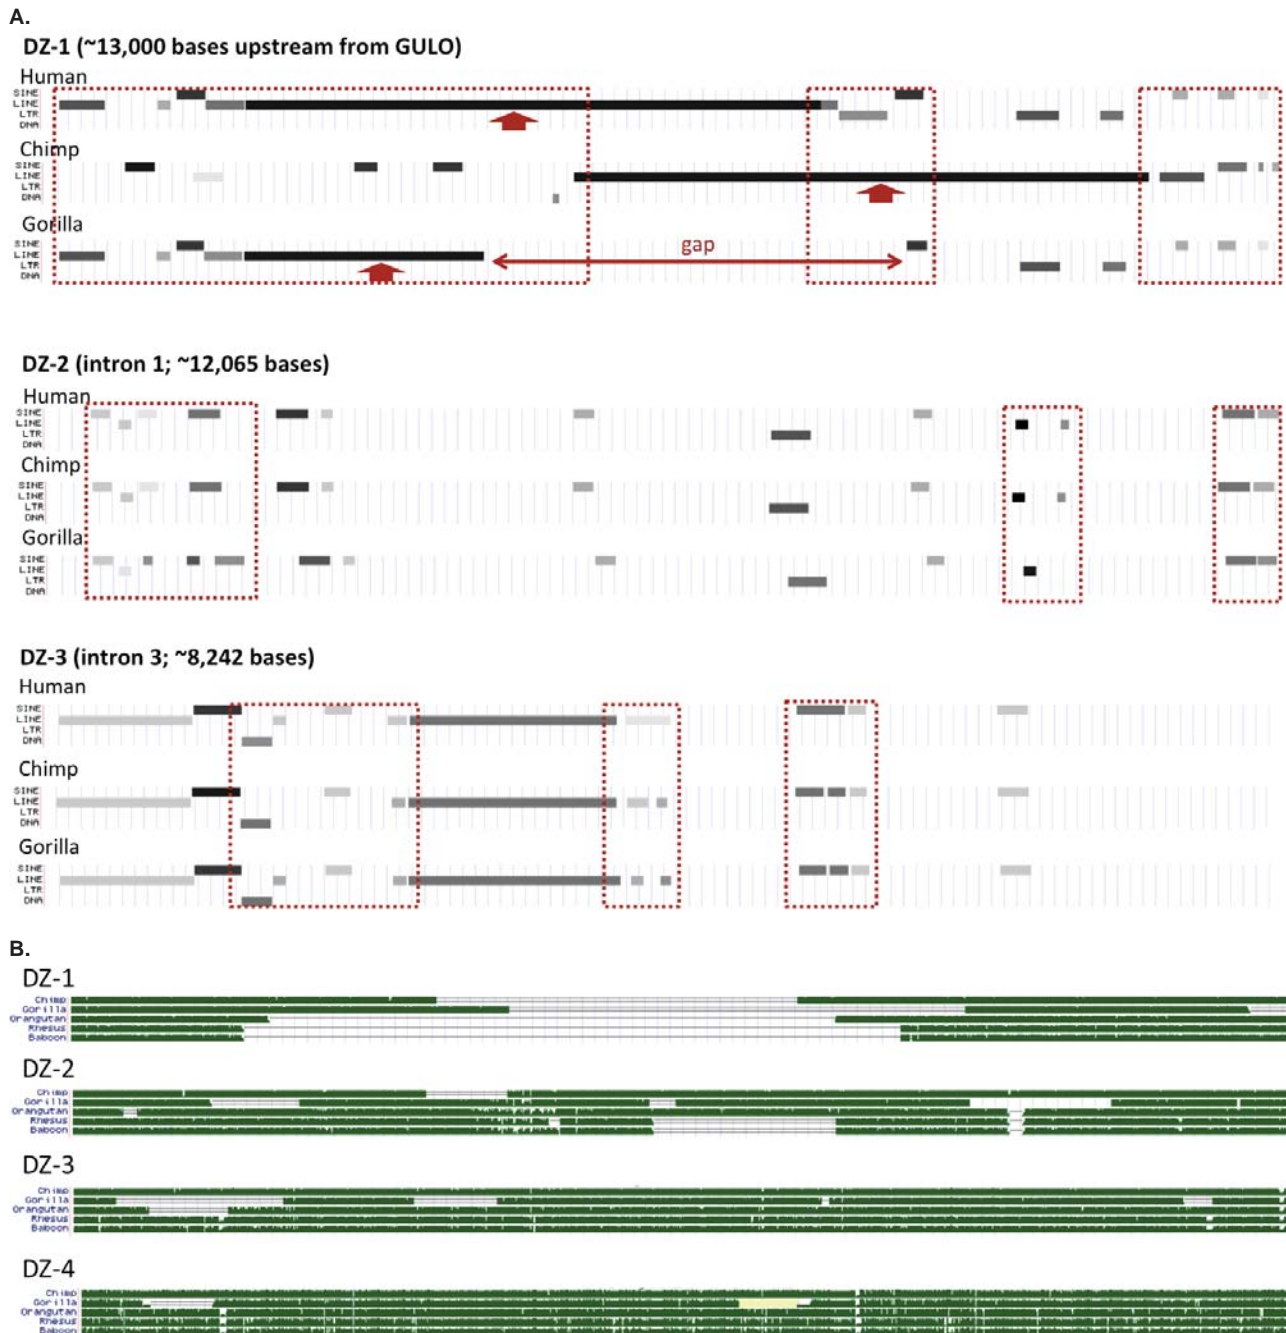 A.
DZ-1 (~13,000 bases upstream from GULO)
Human
SINE
LINE
LTR
DNA
Chimp
SINE
LINE
LTR
DNA
Gorilla
SINE
LINE
LTR
DNA
gap
DZ-2 (intron 1; ~12,065 bases)
Human
SINE
LINE
LTR
DNA
Chimp
SINE
LINE
LTR
DNA
Gorilla
SINE
LINE
LTR
DNA
DZ-3 (intron 3; ~8,242 bases)
Human
SINE
LINE
LTR
DNA
Chimp
SINE
LINE
LTR
DNA
Gorilla
SINE
LINE
LTR
DNA
B.
DZ-1
Chimp
Gorilla
Orangutan
Rhesus
Baboon
DZ-2
Chimp
Gorilla
Orangutan
Rhesus
Baboon
DZ-3
Chimp
Gorilla
Orangutan
Rhesus
Baboon
DZ-4
Chimp
Gorilla
Orangutan
Rhesus
Baboon